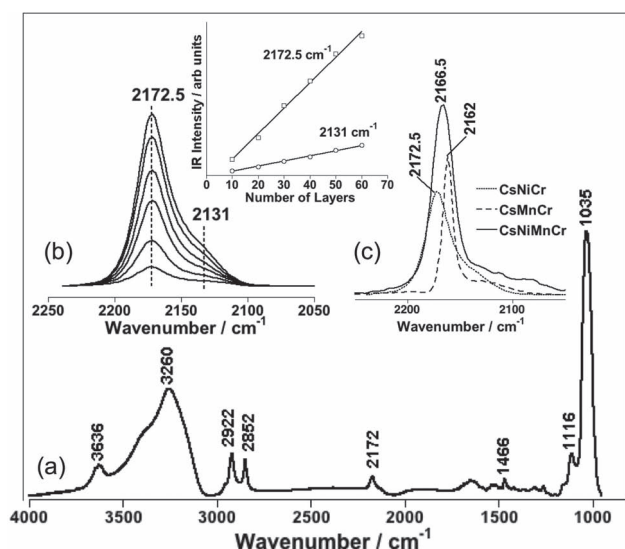 IR Intensity / arb units
2172.5 cm⁻¹
2131 cm⁻¹
0 10 20 30 40 50 60 70
Number of Layers
2172.5
2131
(b)
2250 2200 2150 2100 2050
Wavenumber / cm⁻¹
2166.5
2162
2172.5
CsNiCr
CsMnCr
CsNiMnCr
(c)
2200 2100
Wavenumber / cm⁻¹
3636
3260
2922
2852
2172
1466
1116
1035
(a)
4000 3500 3000 2500 2000 1500 1000
Wavenumber / cm⁻¹